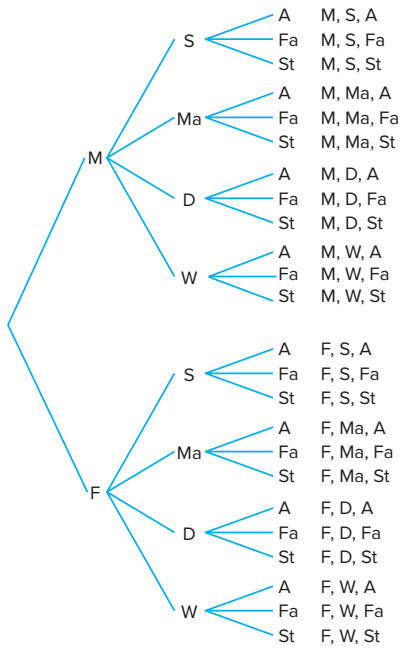 A M, S, A
S Fa M, S, Fa
St M, S, St
A M, Ma, A
Ma Fa M, Ma, Fa
St M, Ma, St
M
A M, D, A
D Fa M, D, Fa
St M, D, St
A M, W, A
W Fa M, W, Fa
St M, W, St
A F, S, A
S Fa F, S, Fa
St F, S, St
A F, Ma, A
Ma Fa F, Ma, Fa
St F, Ma, St
F
A F, D, A
D Fa F, D, Fa
St F, D, St
A F, W, A
W Fa F, W, Fa
St F, W, St